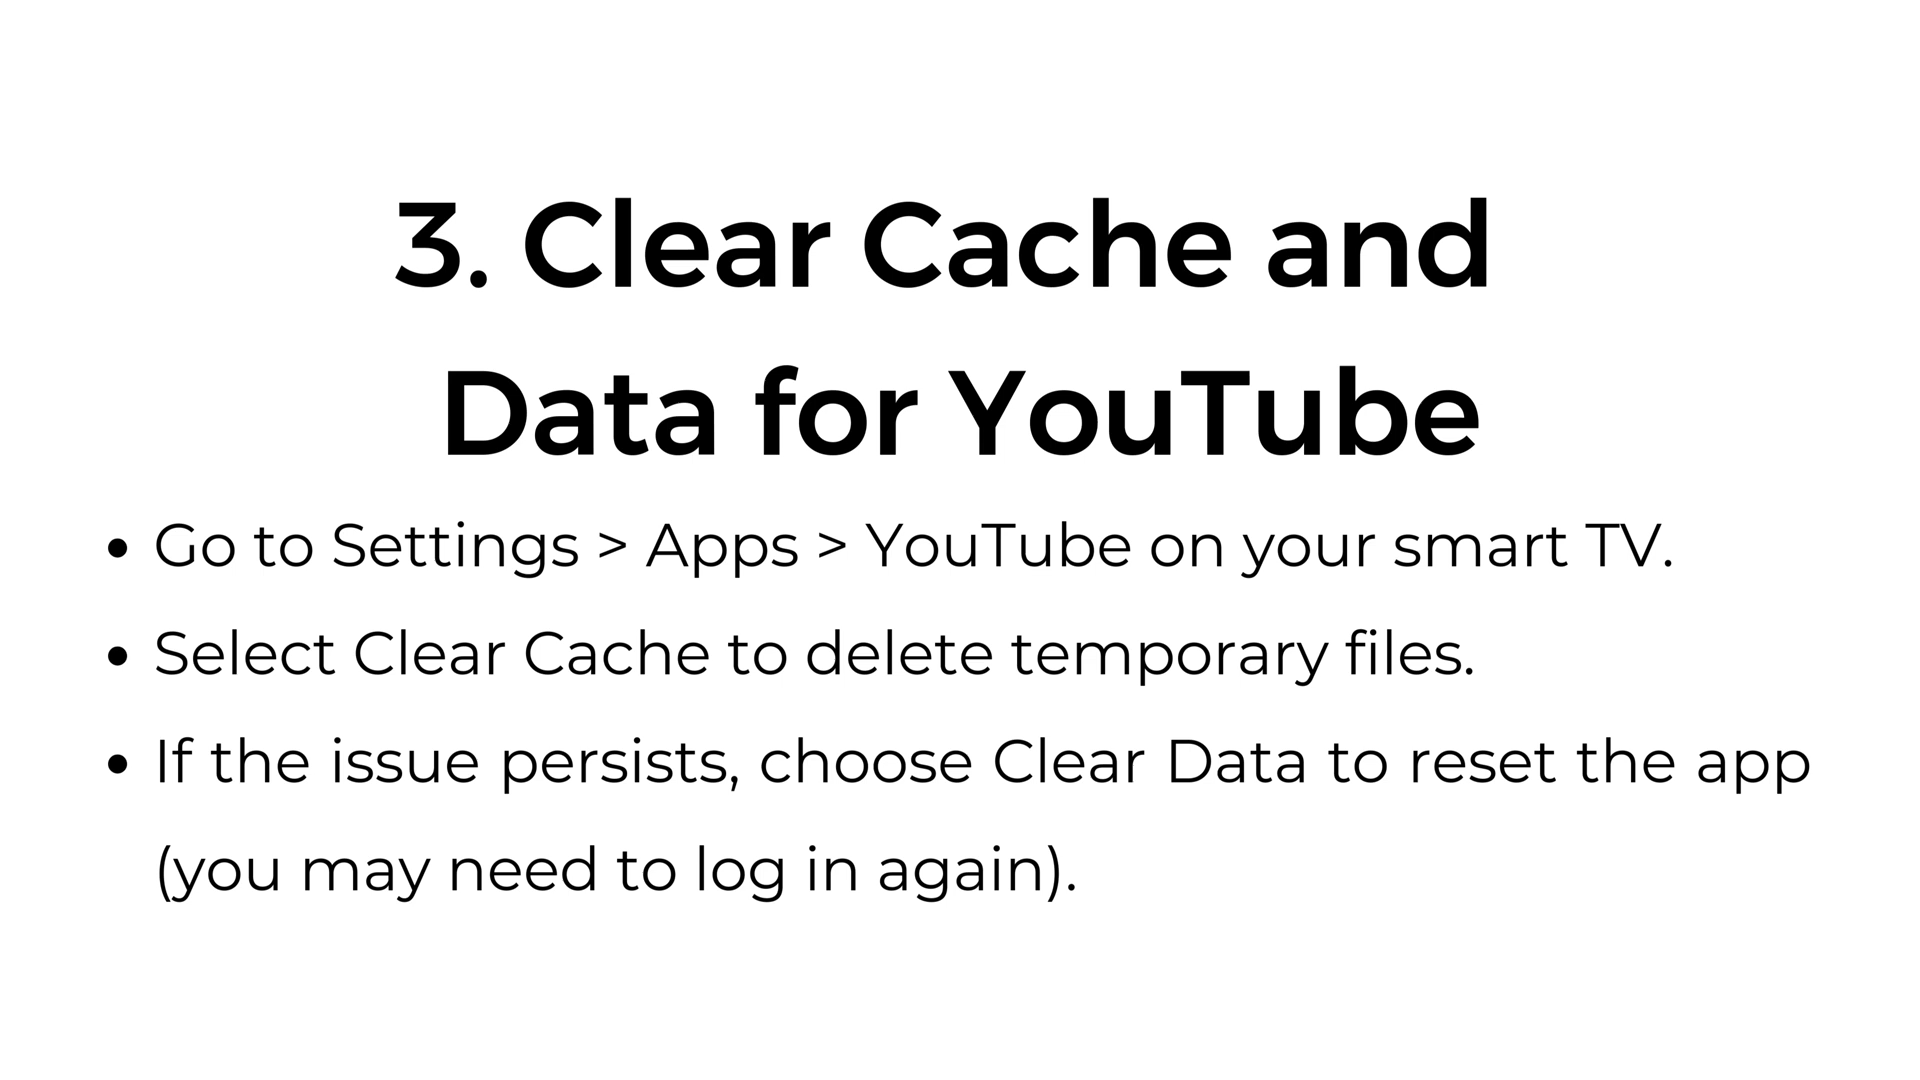 3. Clear Cache and
Data for YouTube
• Go to Settings > Apps > YouTube on your smart TV.
• Select Clear Cache to delete temporary files.
• If the issue persists, choose Clear Data to reset the app
(you may need to log in again).